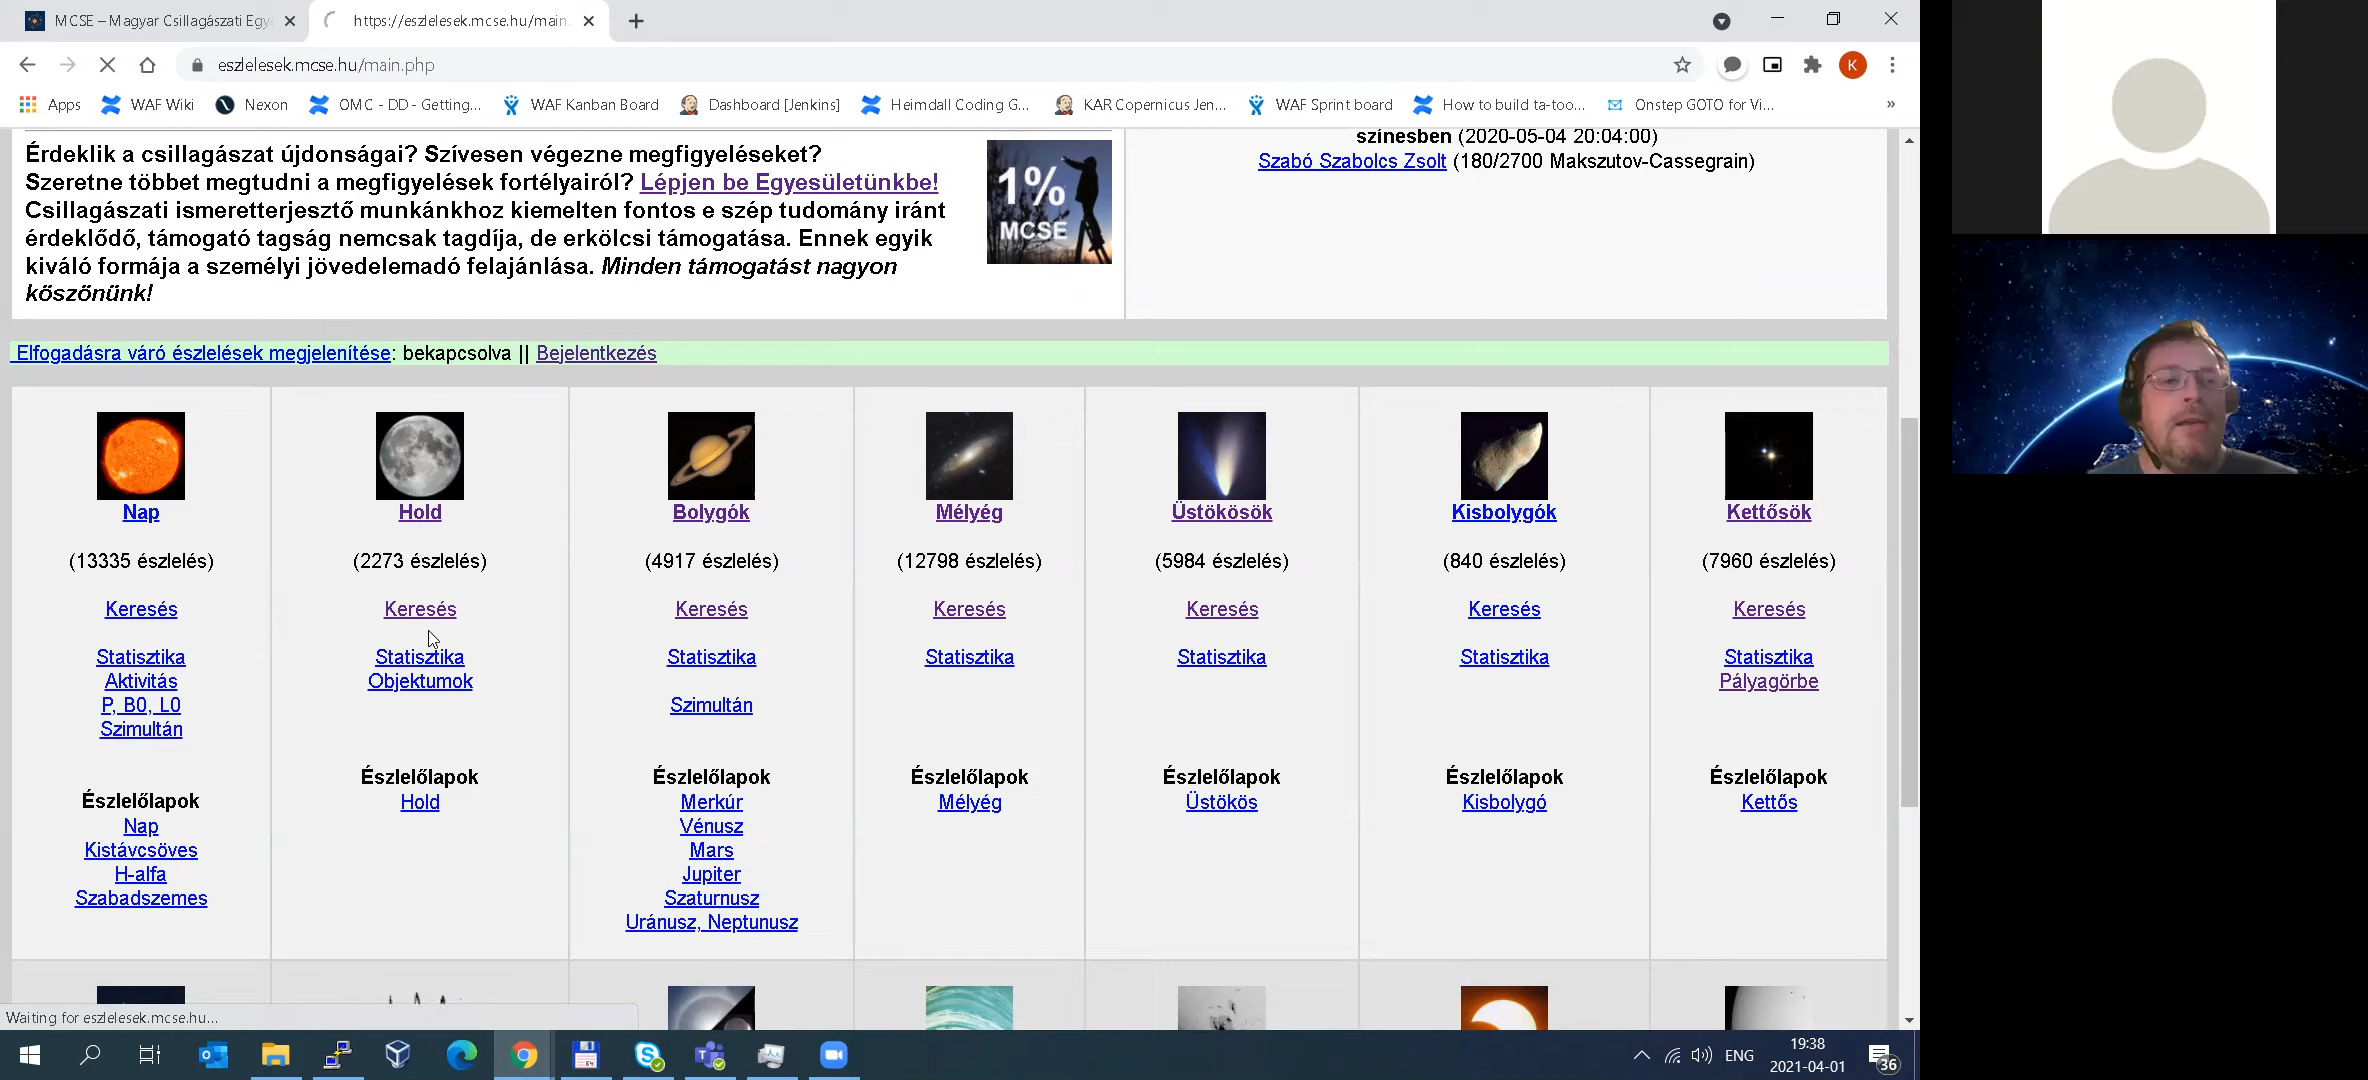 MCSE – Magyar Csillagászati Egy
https://eszlelesek.mcse.hu/main.
eszlelesek.mcse.hu/main.php
K
Apps
WAF Wiki
Nexon
OMC - DD - Getting...
WAF Kanban Board
Dashboard [Jenkins]
Heimdall Coding G...
KAR Copernicus Jen...
WAF Sprint board
How to build ta-too...
Onstep GOTO for Vi...
»
Érdeklik a csillagászat újdonságai? Szívesen végezne megfigyeléseket?
Szeretne többet megtudni a megfigyelések fortélyairól? Lépjen be Egyesületünkbe!
Csillagászati ismeretterjesztő munkánkhoz kiemelten fontos e szép tudomány iránt
érdeklődő, támogató tagság nemcsak tagdíja, de erkölcsi támogatása. Ennek egyik
kiváló formája a személyi jövedelemadó felajánlása. Minden támogatást nagyon
köszönünk!
1%
MCSE
színesben (2020-05-04 20:04:00)
Szabó Szabolcs Zsolt (180/2700 Makszutov-Cassegrain)
Elfogadásra váró észlelések megjelenítése: bekapcsolva || Bejelentkezés
Nap
(13335 észlelés)
Keresés
Statisztika
Aktivitás
P, B0, L0
Szimultán
Észlelőlapok
Nap
Kistávcsöves
H-alfa
Szabadszemes
Hold
(2273 észlelés)
Keresés
Statisztika
Objektumok
Észlelőlapok
Hold
Bolygók
(4917 észlelés)
Keresés
Statisztika
Szimultán
Észlelőlapok
Merkúr
Vénusz
Mars
Jupiter
Szaturnusz
Uránusz, Neptunusz
Mélyég
(12798 észlelés)
Keresés
Statisztika
Észlelőlapok
Mélyég
Üstökösök
(5984 észlelés)
Keresés
Statisztika
Észlelőlapok
Üstökös
Kisbolygók
(840 észlelés)
Keresés
Statisztika
Észlelőlapok
Kisbolygó
Kettősök
(7960 észlelés)
Keresés
Statisztika
Pályagörbe
Észlelőlapok
Kettős
Waiting for eszlelesek.mcse.hu...
ENG
19:38
2021-04-01
36